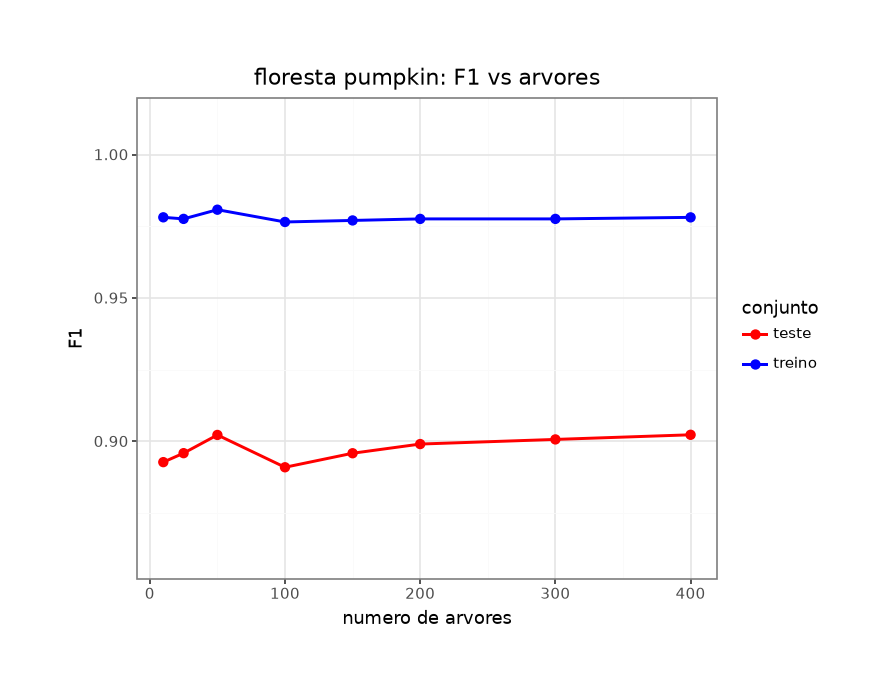 floresta pumpkin: F1 vs arvores
1.00
0.95
0.90
F1
0
100
200
300
400
numero de arvores
conjunto
teste
treino